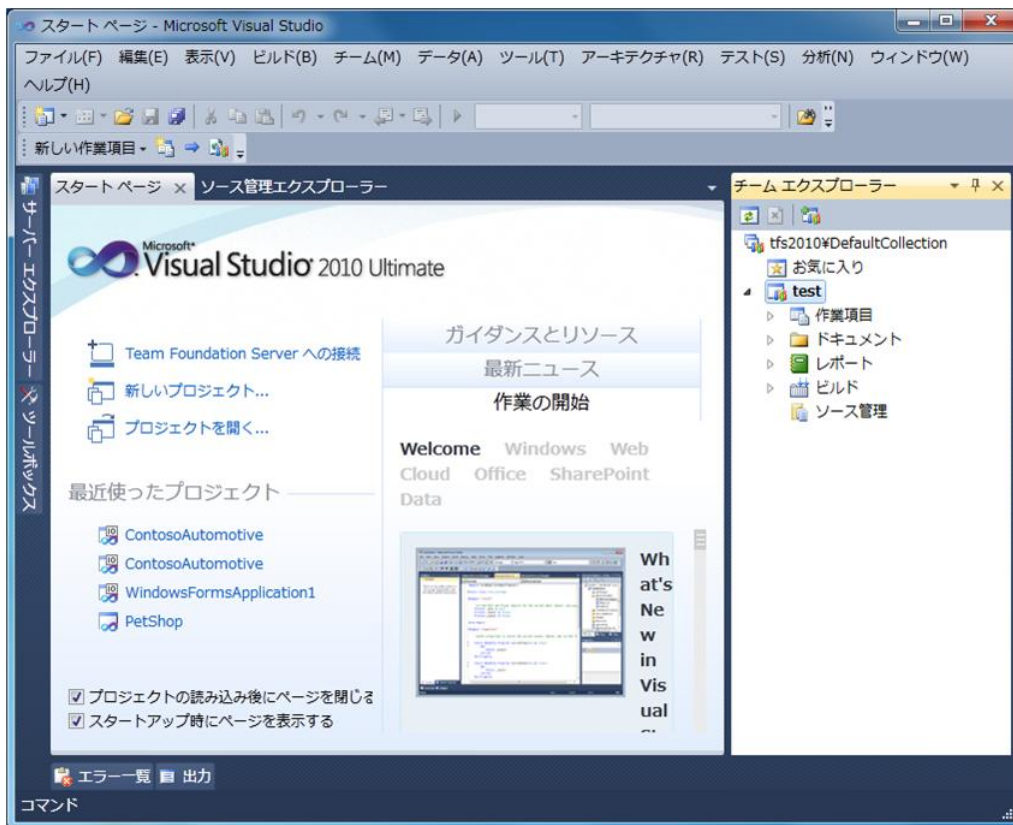 スタート ページ - Microsoft Visual Studio
ファイル(F) 編集(E) 表示(V) ビルド(B) チーム(M) データ(A) ツール(T) アーキテクチャ(R) テスト(S) 分析(N) ウィンドウ(W)
ヘルプ(H)
新しい作業項目
サーバー エクスプローラー
ツールボックス
スタート ページ ソース管理エクスプローラー
Microsoft
Visual Studio 2010 Ultimate
Team Foundation Server への接続
新しいプロジェクト...
プロジェクトを開く...
最近使ったプロジェクト
ContosoAutomotive
ContosoAutomotive
WindowsFormsApplication1
PetShop
プロジェクトの読み込み後にページを閉じる
スタートアップ時にページを表示する
ガイダンスとリソース
最新ニュース
作業の開始
Welcome Windows Web
Cloud Office SharePoint
Data
Wh
at's
Ne
w
in
Vis
ual
チーム エクスプローラー
tfs2010¥DefaultCollection
お気に入り
test
作業項目
ドキュメント
レポート
ビルド
ソース管理
エラー一覧 出力
コマンド